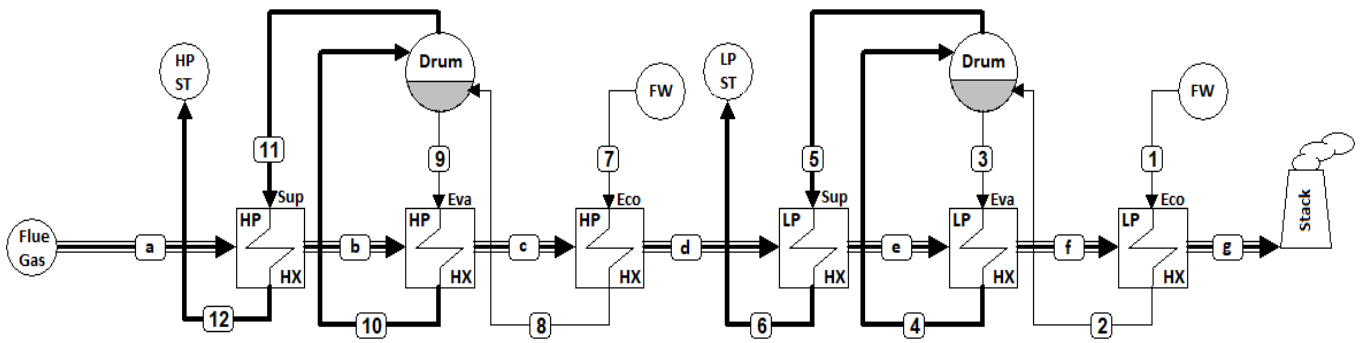 HP
ST
Drum
FW
LP
ST
Drum
FW
11
9
7
5
3
1
Sup
Eva
Eco
Sup
Eva
Eco
Flue
Gas
a
HP
HX
b
HP
HX
c
HP
HX
d
LP
HX
e
LP
HX
f
LP
HX
g
Stack
12
10
8
6
4
2